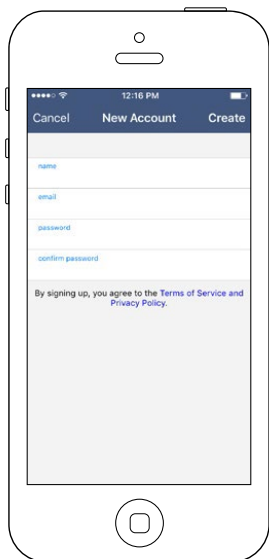 12:16 PM
Cancel New Account Create
name
email
password
confirm password
By signing up, you agree to the Terms of Service and
Privacy Policy.